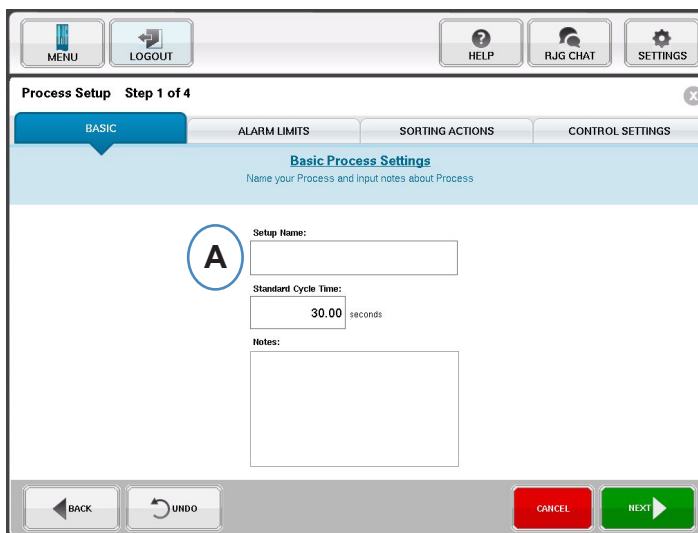 MENU
LOGOUT
HELP
RJG CHAT
SETTINGS
Process Setup Step 1 of 4
BASIC
ALARM LIMITS
SORTING ACTIONS
CONTROL SETTINGS
Basic Process Settings
Name your Process and input notes about Process
A
Setup Name:
Standard Cycle Time:
30.00 seconds
Notes:
BACK
UNDO
CANCEL
NEXT